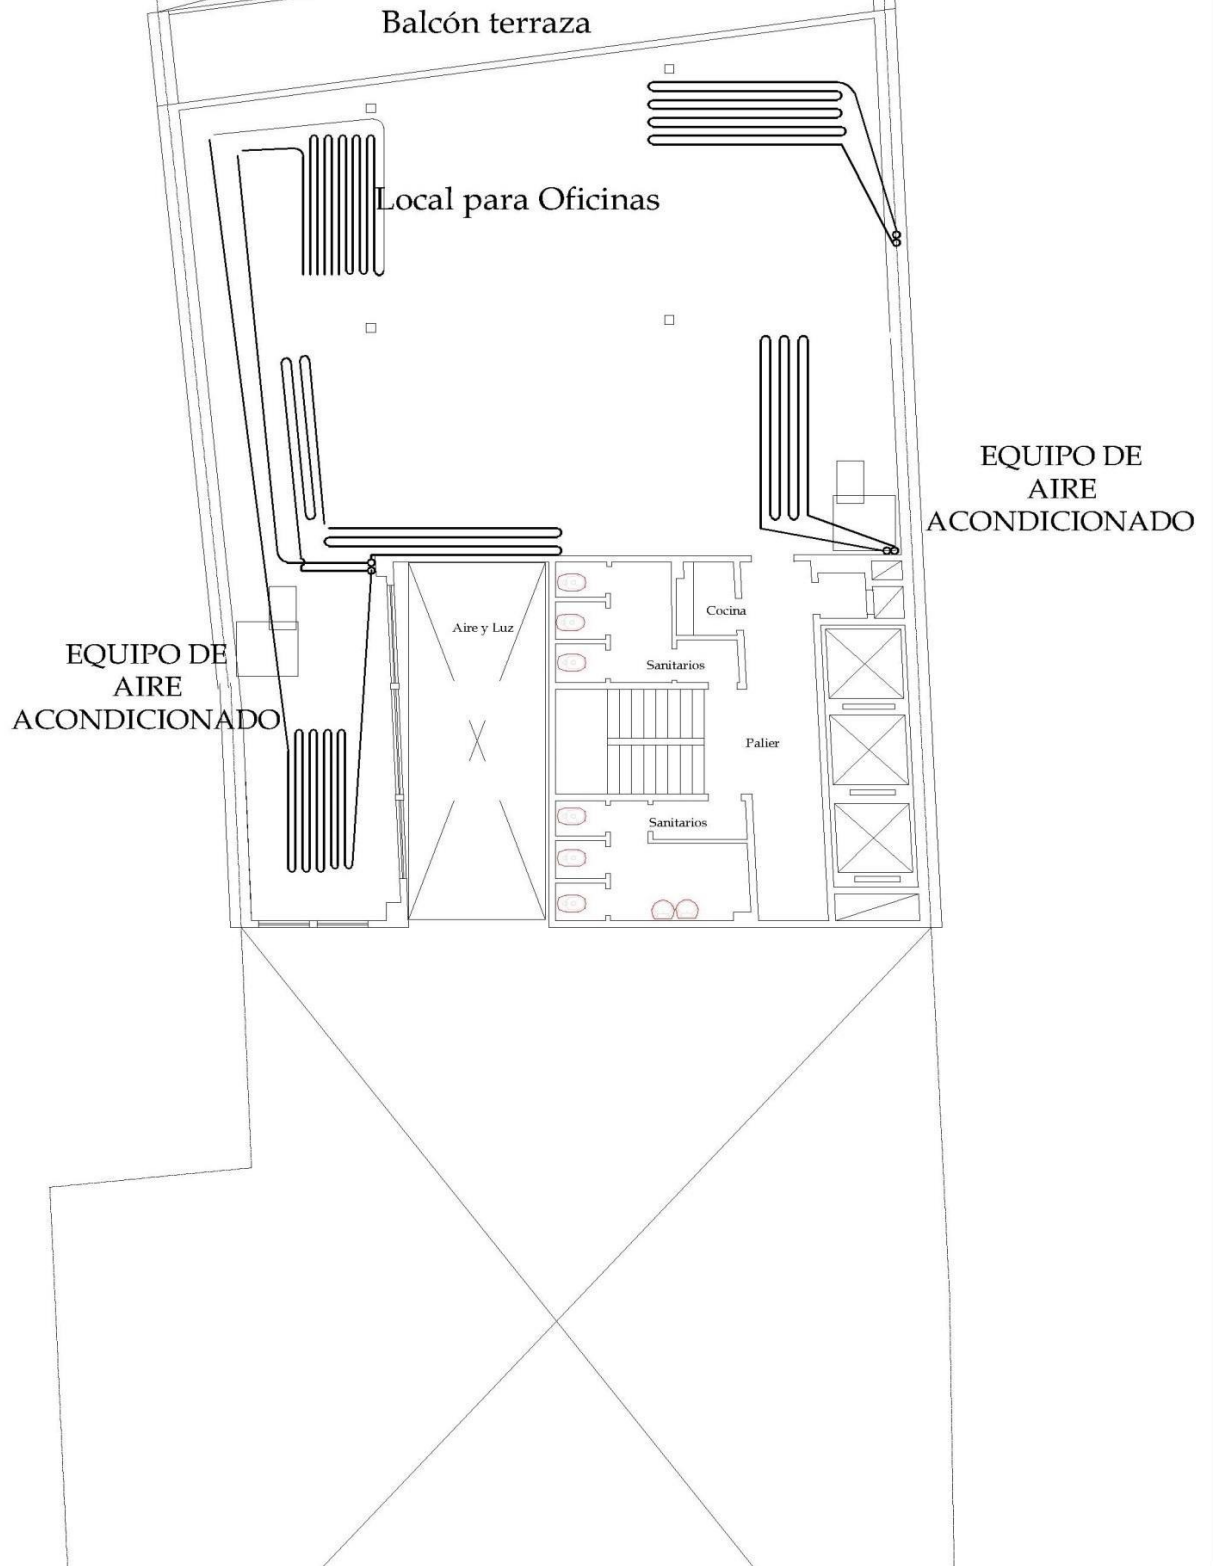 Balcón terraza
Local para Oficinas
EQUIPO DE
AIRE
ACONDICIONADO
Cocina
Aire y Luz
EQUIPO DE
AIRE
ACONDICIONADO
Sanitarios
Palier
Sanitarios